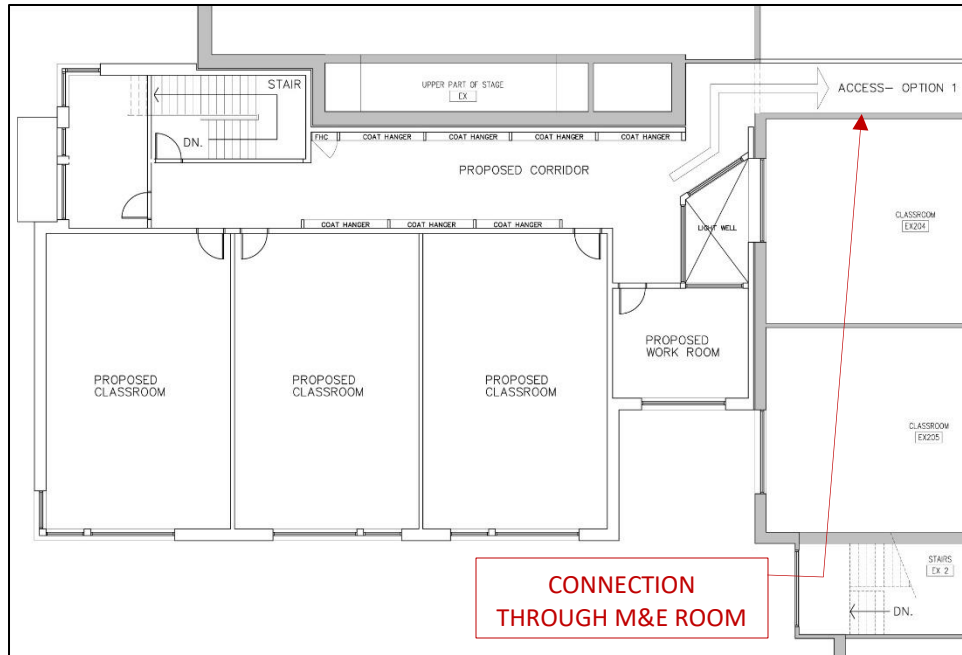 STAIR
UPPER PART OF STAGE
EX
ACCESS– OPTION 1
DN.
FHC
COAT HANGER
COAT HANGER
COAT HANGER
COAT HANGER
PROPOSED CORRIDOR
CLASSROOM
EX204
COAT HANGER
COAT HANGER
COAT HANGER
LIGHT WELL
PROPOSED
WORK ROOM
PROPOSED
CLASSROOM
PROPOSED
CLASSROOM
PROPOSED
CLASSROOM
CLASSROOM
EX205
CONNECTION
THROUGH M&E ROOM
STAIRS
EX 2
DN.